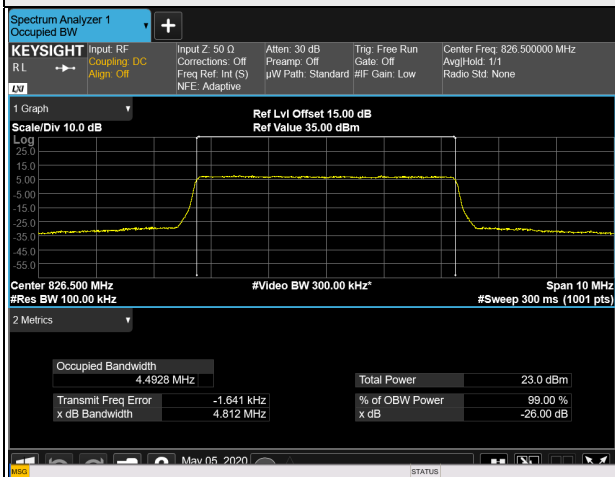 Spectrum Analyzer 1
Occupied BW
KEYSIGHT
RL
LXI
Input: RF
Coupling: DC
Align: Off
Input Z: 50 Ω
Corrections: Off
Freq Ref: Int (S)
NFE: Adaptive
Atten: 30 dB
Preamp: Off
µW Path: Standard
Trig: Free Run
Gate: Off
#IF Gain: Low
Center Freq: 826.500000 MHz
Avg|Hold: 1/1
Radio Std: None
1 Graph
Scale/Div 10.0 dB
Ref Lvl Offset 15.00 dB
Ref Value 35.00 dBm
Log
25.0
15.0
5.00
-5.00
-15.0
-25.0
-35.0
-45.0
-55.0
Center 826.500 MHz
#Res BW 100.00 kHz
#Video BW 300.00 kHz*
Span 10 MHz
#Sweep 300 ms (1001 pts)
2 Metrics
Occupied Bandwidth
4.4928 MHz
Total Power 23.0 dBm
Transmit Freq Error -1.641 kHz
% of OBW Power 99.00 %
x dB Bandwidth 4.812 MHz
x dB -26.00 dB
May 05, 2020
MSG
STATUS